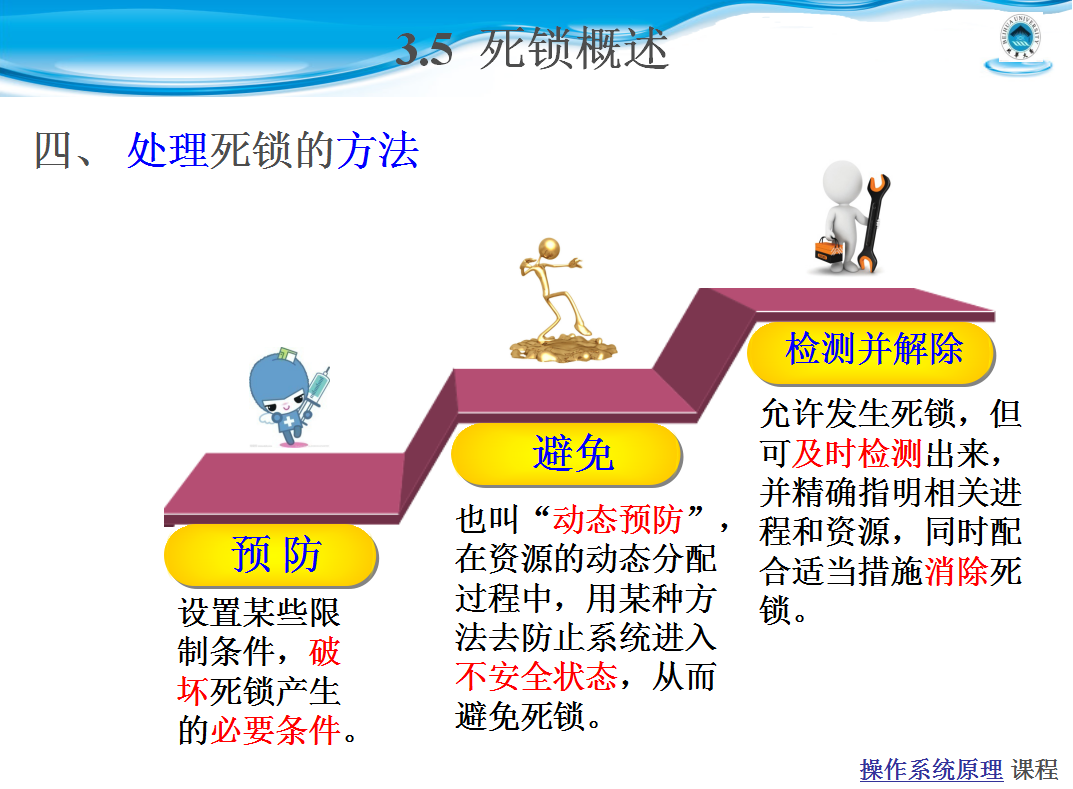 3.5 死锁概述
四、 处理死锁的方法
预 防
设置某些限
制条件，破
坏死锁产生
的必要条件。
避免
也叫“动态预防”，
在资源的动态分配
过程中，用某种方
法去防止系统进入
不安全状态，从而
避免死锁。
检测并解除
允许发生死锁，但
可及时检测出来，
并精确指明相关进
程和资源，同时配
合适当措施消除死
锁。
操作系统原理 课程